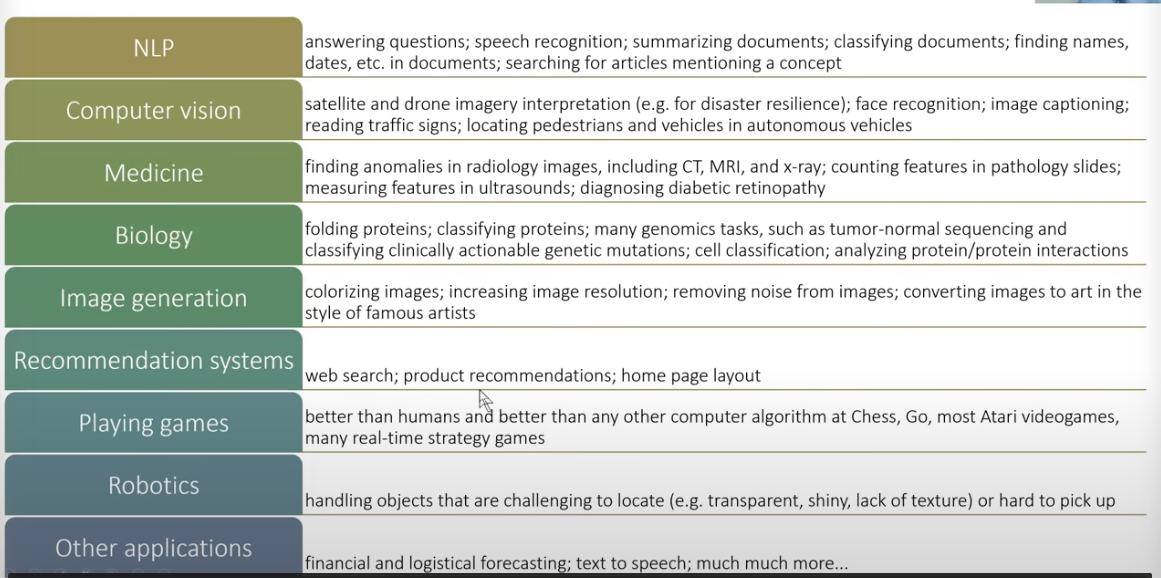 NLP
answering questions; speech recognition; summarizing documents; classifying documents; finding names,
dates, etc. in documents; searching for articles mentioning a concept
Computer vision
satellite and drone imagery interpretation (e.g. for disaster resilience); face recognition; image captioning;
reading traffic signs; locating pedestrians and vehicles in autonomous vehicles
Medicine
finding anomalies in radiology images, including CT, MRI, and x-ray; counting features in pathology slides;
measuring features in ultrasounds; diagnosing diabetic retinopathy
Biology
folding proteins; classifying proteins; many genomics tasks, such as tumor-normal sequencing and
classifying clinically actionable genetic mutations; cell classification; analyzing protein/protein interactions
Image generation
colorizing images; increasing image resolution; removing noise from images; converting images to art in the
style of famous artists
Recommendation systems
web search; product recommendations; home page layout
Playing games
better than humans and better than any other computer algorithm at Chess, Go, most Atari videogames,
many real-time strategy games
Robotics
handling objects that are challenging to locate (e.g. transparent, shiny, lack of texture) or hard to pick up
Other applications
financial and logistical forecasting; text to speech; much much more...